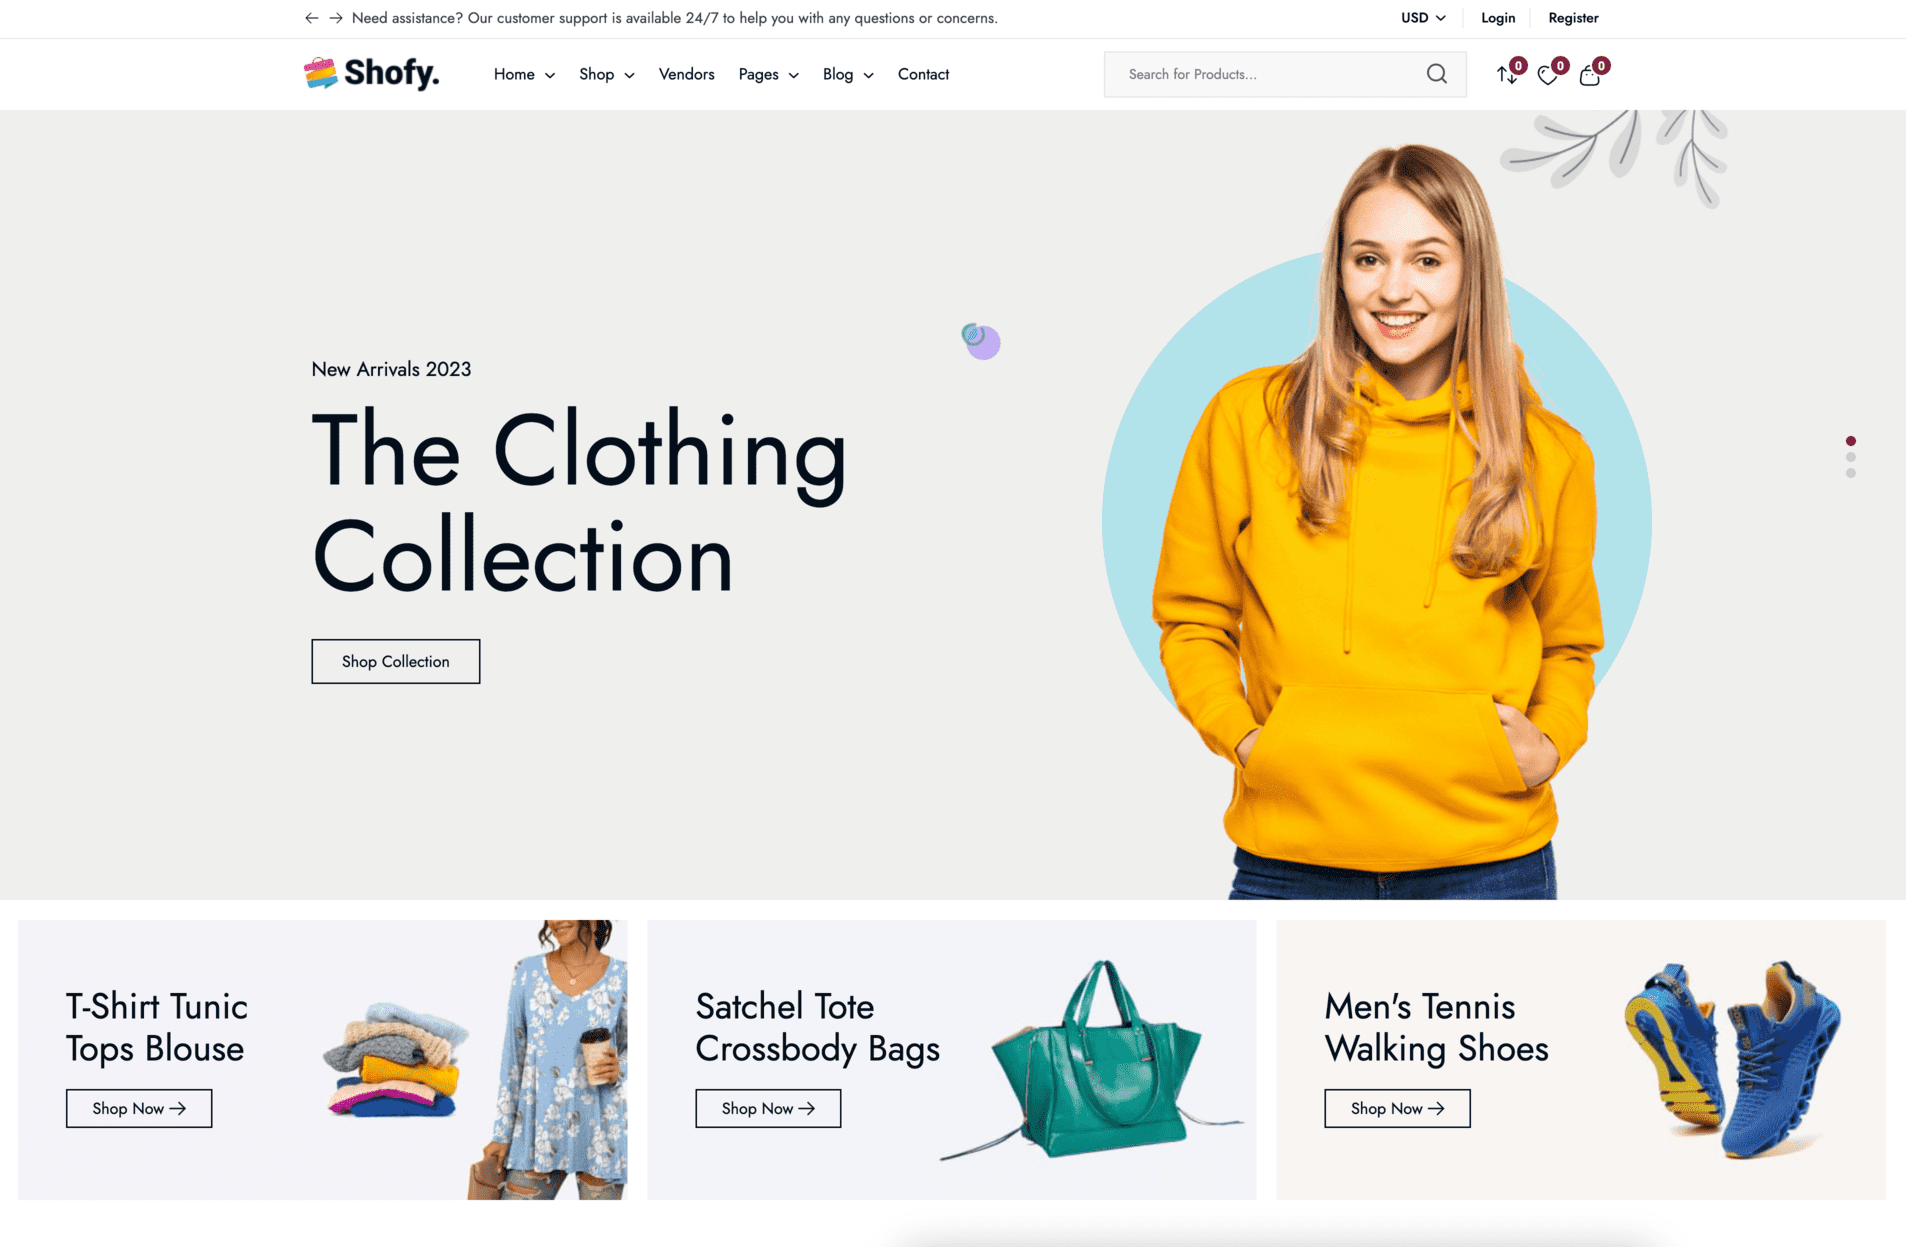 Need assistance? Our customer support is available 24/7 to help you with any questions or concerns.
USD
Login
Register
Shofy.
Home
Shop
Vendors
Pages
Blog
Contact
Search for Products...
0
0
0
New Arrivals 2023
The Clothing
Collection
Shop Collection
T-Shirt Tunic
Tops Blouse
Shop Now
Satchel Tote
Crossbody Bags
Shop Now
Men's Tennis
Walking Shoes
Shop Now